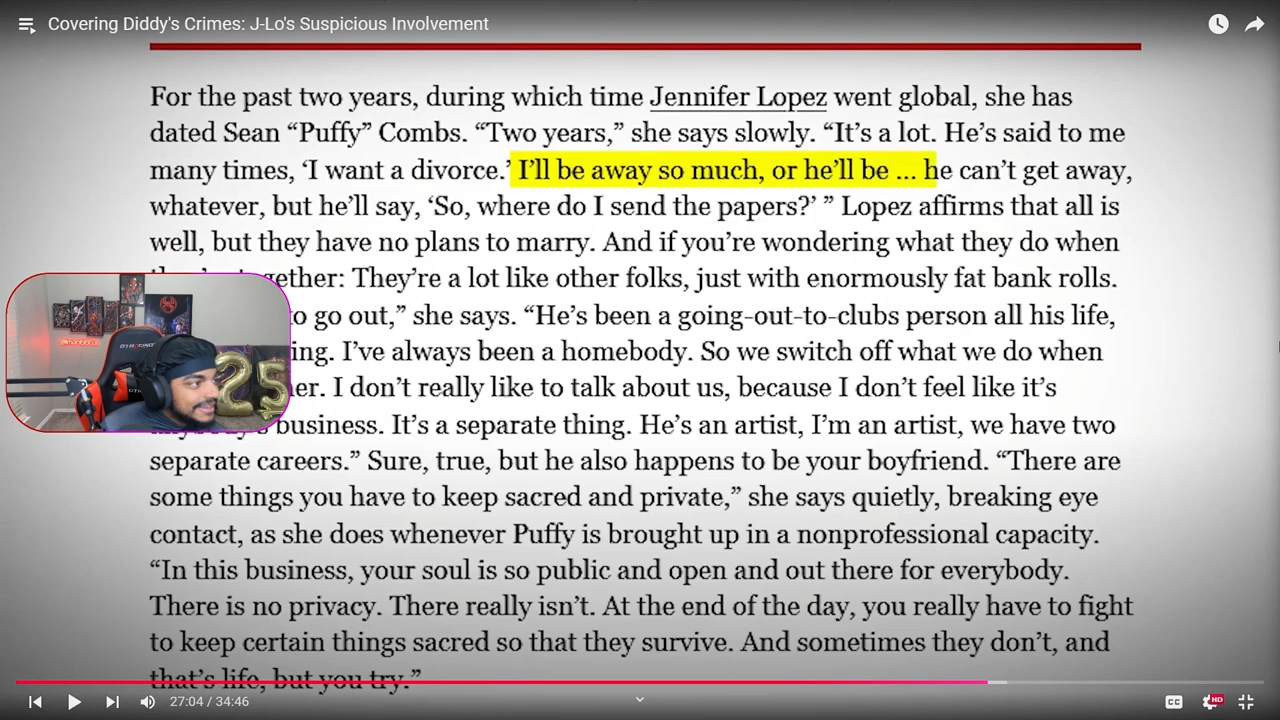 Covering Diddy's Crimes: J-Lo's Suspicious Involvement
For the past two years, during which time Jennifer Lopez went global, she has
dated Sean “Puffy” Combs. “Two years,” she says slowly. “It’s a lot. He’s said to me
many times, ‘I want a divorce.’ I’ll be away so much, or he’ll be ... he can’t get away,
whatever, but he’ll say, ‘So, where do I send the papers?’ ” Lopez affirms that all is
well, but they have no plans to marry. And if you’re wondering what they do when
together: They’re a lot like other folks, just with enormously fat bank rolls.
to go out,” she says. “He’s been a going-out-to-clubs person all his life,
I’ve always been a homebody. So we switch off what we do when
I don’t really like to talk about us, because I don’t feel like it’s
business. It’s a separate thing. He’s an artist, I’m an artist, we have two
separate careers.” Sure, true, but he also happens to be your boyfriend. “There are
some things you have to keep sacred and private,” she says quietly, breaking eye
contact, as she does whenever Puffy is brought up in a nonprofessional capacity.
“In this business, your soul is so public and open and out there for everybody.
There is no privacy. There really isn’t. At the end of the day, you really have to fight
to keep certain things sacred so that they survive. And sometimes they don’t, and
that’s life, but you try.”
25
27:04 / 34:46
CC
HD